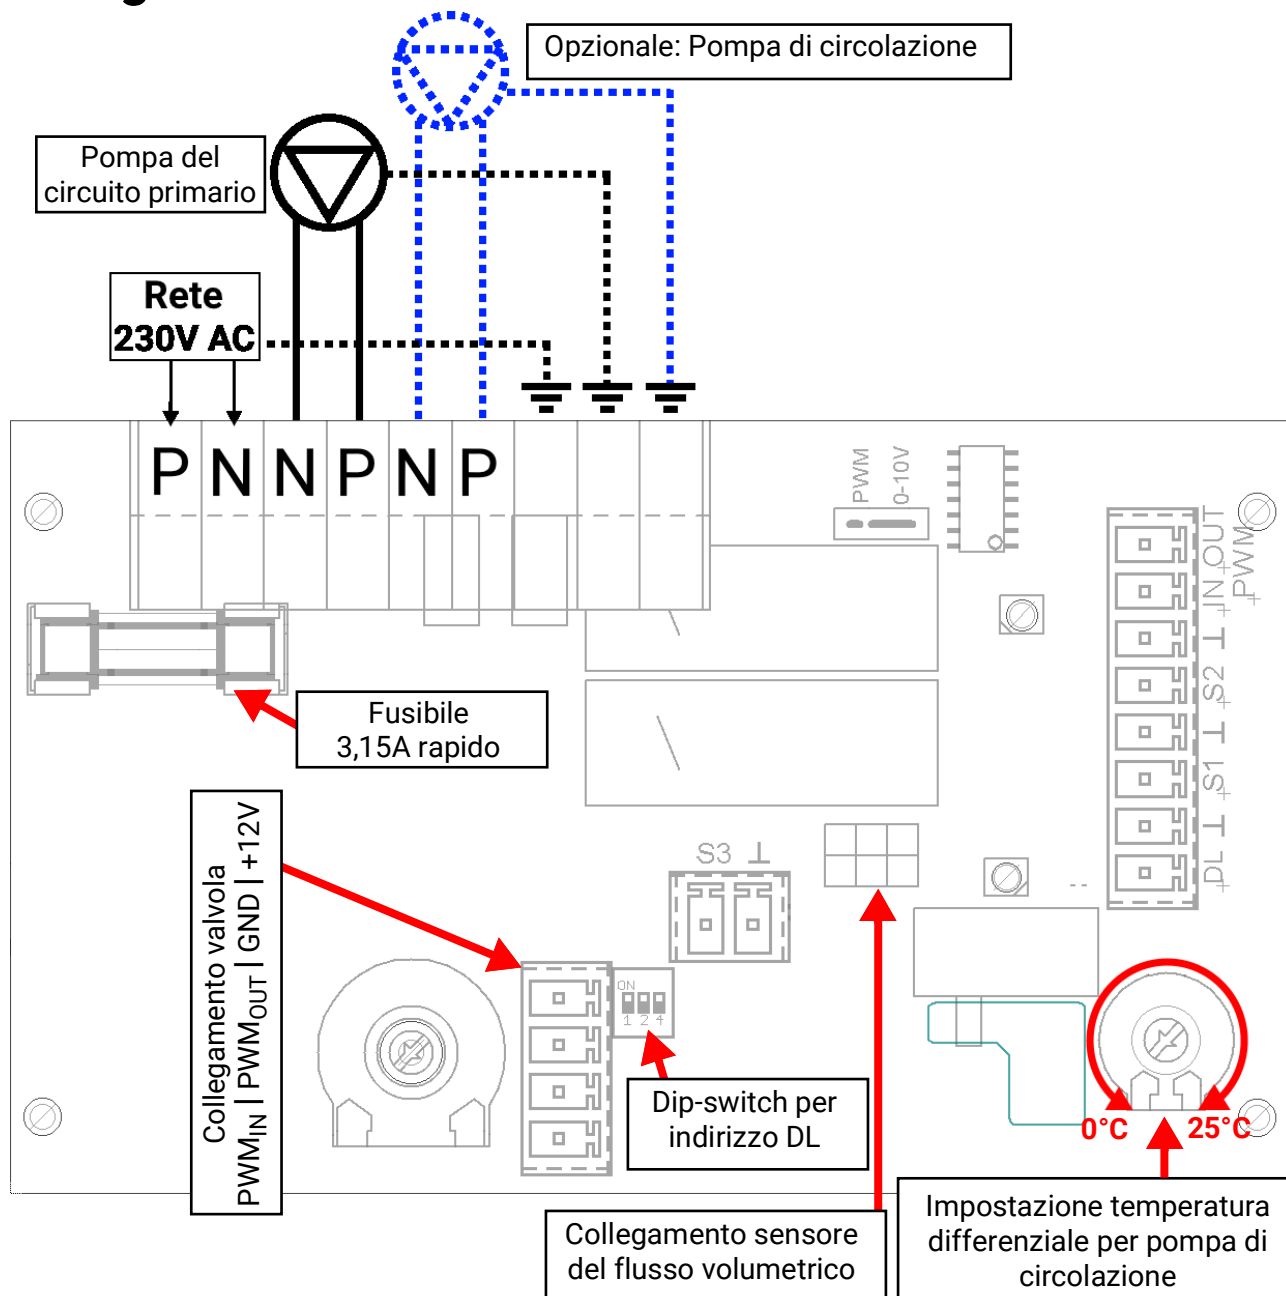 Opzionale: Pompa di circolazione
Pompa del
circuito primario
Rete
230V AC
P N N P N P
PWM
0-10V
OUT
IN
PWM
⊥
S2
⊥
S1
⊥
DL
Fusibile
3,15A rapido
Collegamento valvola
PWM_IN | PWM_OUT | GND | +12V
S3 ⊥
ON
1 2 4
Dip-switch per
indirizzo DL
0°C
25°C
Collegamento sensore
del flusso volumetrico
Impostazione temperatura
differenziale per pompa di
circolazione